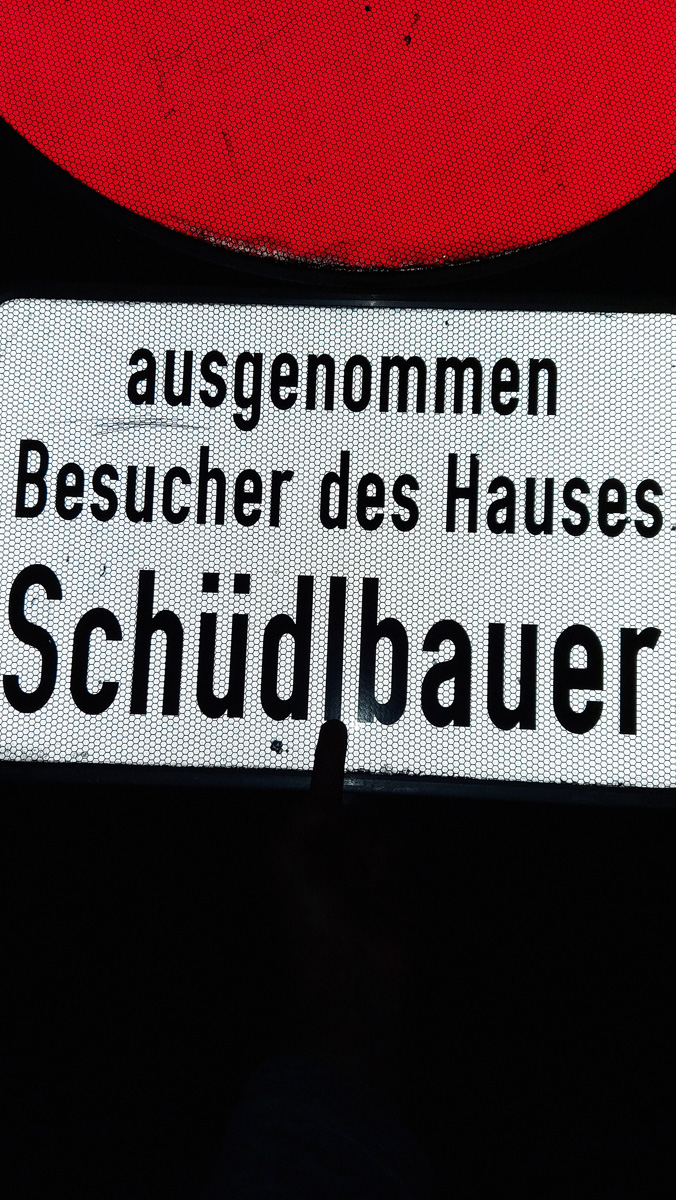 ausgenommen
Besucher des Hauses
Schüdlbauer